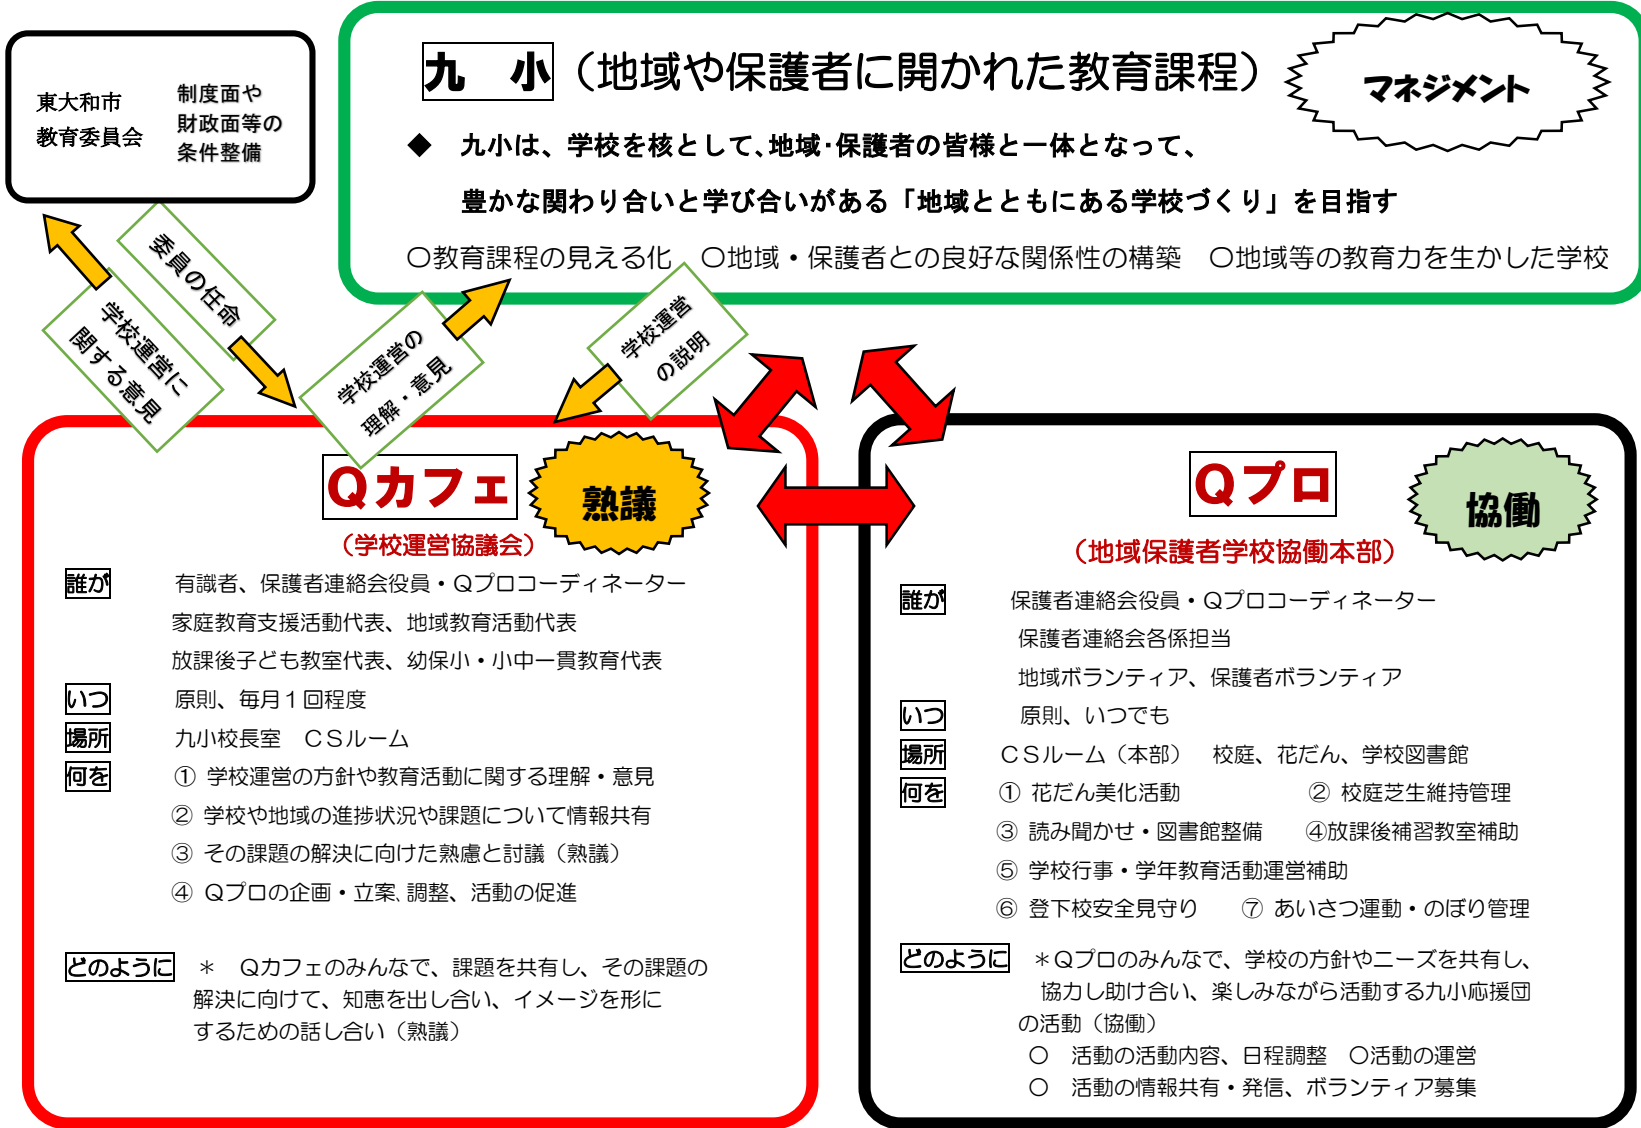 東大和市
教育委員会
制度面や
財政面等の
条件整備
九　小（地域や保護者に開かれた教育課程）
マネジメント
◆　九小は、学校を核として、地域・保護者の皆様と一体となって、
豊かな関わり合いと学び合いがある「地域とともにある学校づくり」を目指す
〇教育課程の見える化　〇地域・保護者との良好な関係性の構築　〇地域等の教育力を生かした学校
委員の任命
学校運営に
関する意見
学校運営の
理解・意見
学校運営
の説明
Ｑカフェ
熟議
（学校運営協議会）
誰が　有識者、保護者連絡会役員・Ｑプロコーディネーター
家庭教育支援活動代表、地域教育活動代表
放課後子ども教室代表、幼保小・小中一貫教育代表
いつ　原則、毎月１回程度
場所　九小校長室　ＣＳルーム
何を　① 学校運営の方針や教育活動に関する理解・意見
② 学校や地域の進捗状況や課題について情報共有
③ その課題の解決に向けた熟慮と討議（熟議）
④ Ｑプロの企画・立案、調整、活動の促進
どのように　＊　Ｑカフェのみんなで、課題を共有し、その課題の
解決に向けて、知恵を出し合い、イメージを形に
するための話し合い（熟議）
Ｑプロ
協働
（地域保護者学校協働本部）
誰が　保護者連絡会役員・Ｑプロコーディネーター
保護者連絡会各係担当
地域ボランティア、保護者ボランティア
いつ　原則、いつでも
場所　ＣＳルーム（本部）　校庭、花だん、学校図書館
何を　① 花だん美化活動　② 校庭芝生維持管理
③ 読み聞かせ・図書館整備　④放課後補習教室補助
⑤ 学校行事・学年教育活動運営補助
⑥ 登下校安全見守り　⑦ あいさつ運動・のぼり管理
どのように　＊Ｑプロのみんなで、学校の方針やニーズを共有し、
協力し助け合い、楽しみながら活動する九小応援団
の活動（協働）
〇　活動の活動内容、日程調整　〇活動の運営
〇　活動の情報共有・発信、ボランティア募集